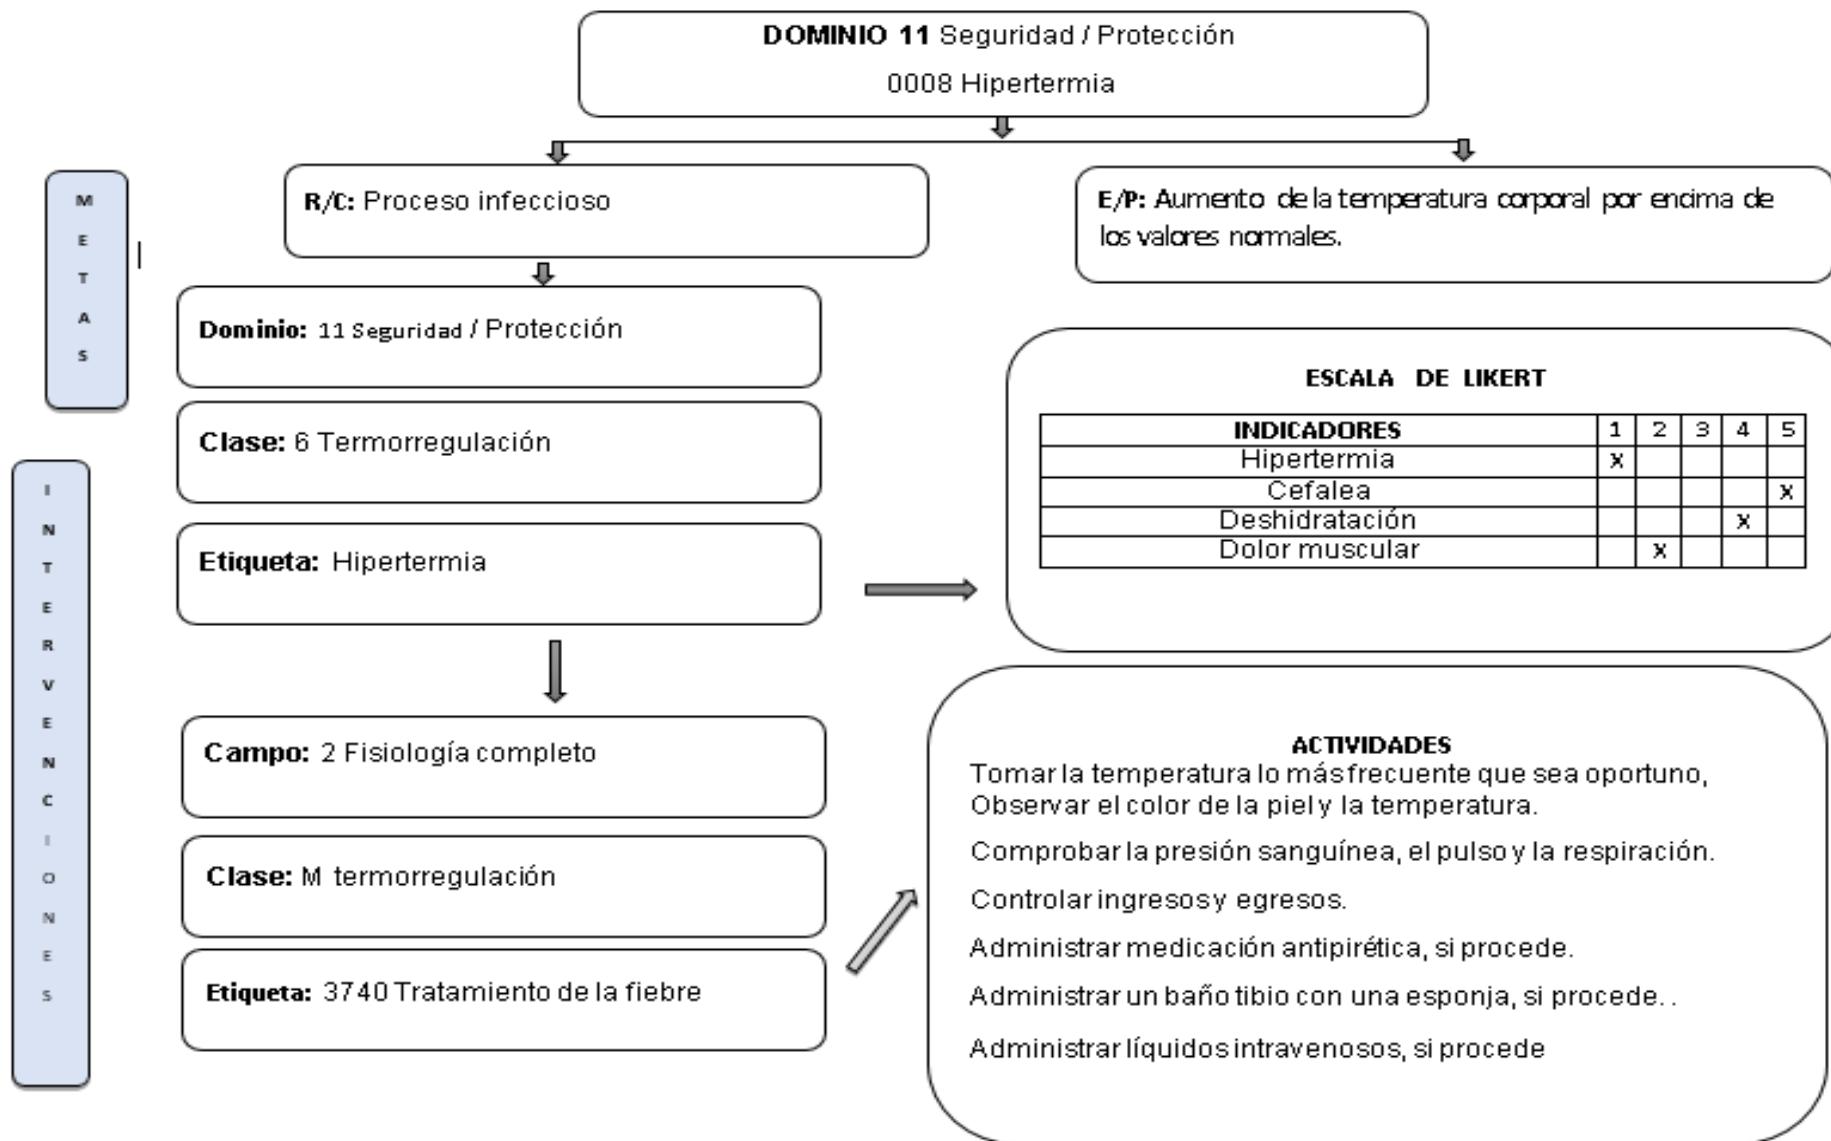 DOMINIO 11 Seguridad / Protección
0008 Hipertermia
METAS
R/C: Proceso infeccioso
E/P: Aumento de la temperatura corporal por encima de
los valores normales.
Dominio: 11 Seguridad / Protección
Clase: 6 Termorregulación
Etiqueta: Hipertermia
ESCALA DE LIKERT
INDICADORES 1 2 3 4 5
Hipertermia x
Cefalea x
Deshidratación x
Dolor muscular x
INTERVENCIONES
Campo: 2 Fisiología completo
Clase: M termorregulación
Etiqueta: 3740 Tratamiento de la fiebre
ACTIVIDADES
Tomar la temperatura lo más frecuente que sea oportuno,
Observar el color de la piel y la temperatura.
Comprobar la presión sanguínea, el pulso y la respiración.
Controlar ingresos y egresos.
Administrar medicación antipirética, si procede.
Administrar un baño tibio con una esponja, si procede. .
Administrar líquidos intravenosos, si procede